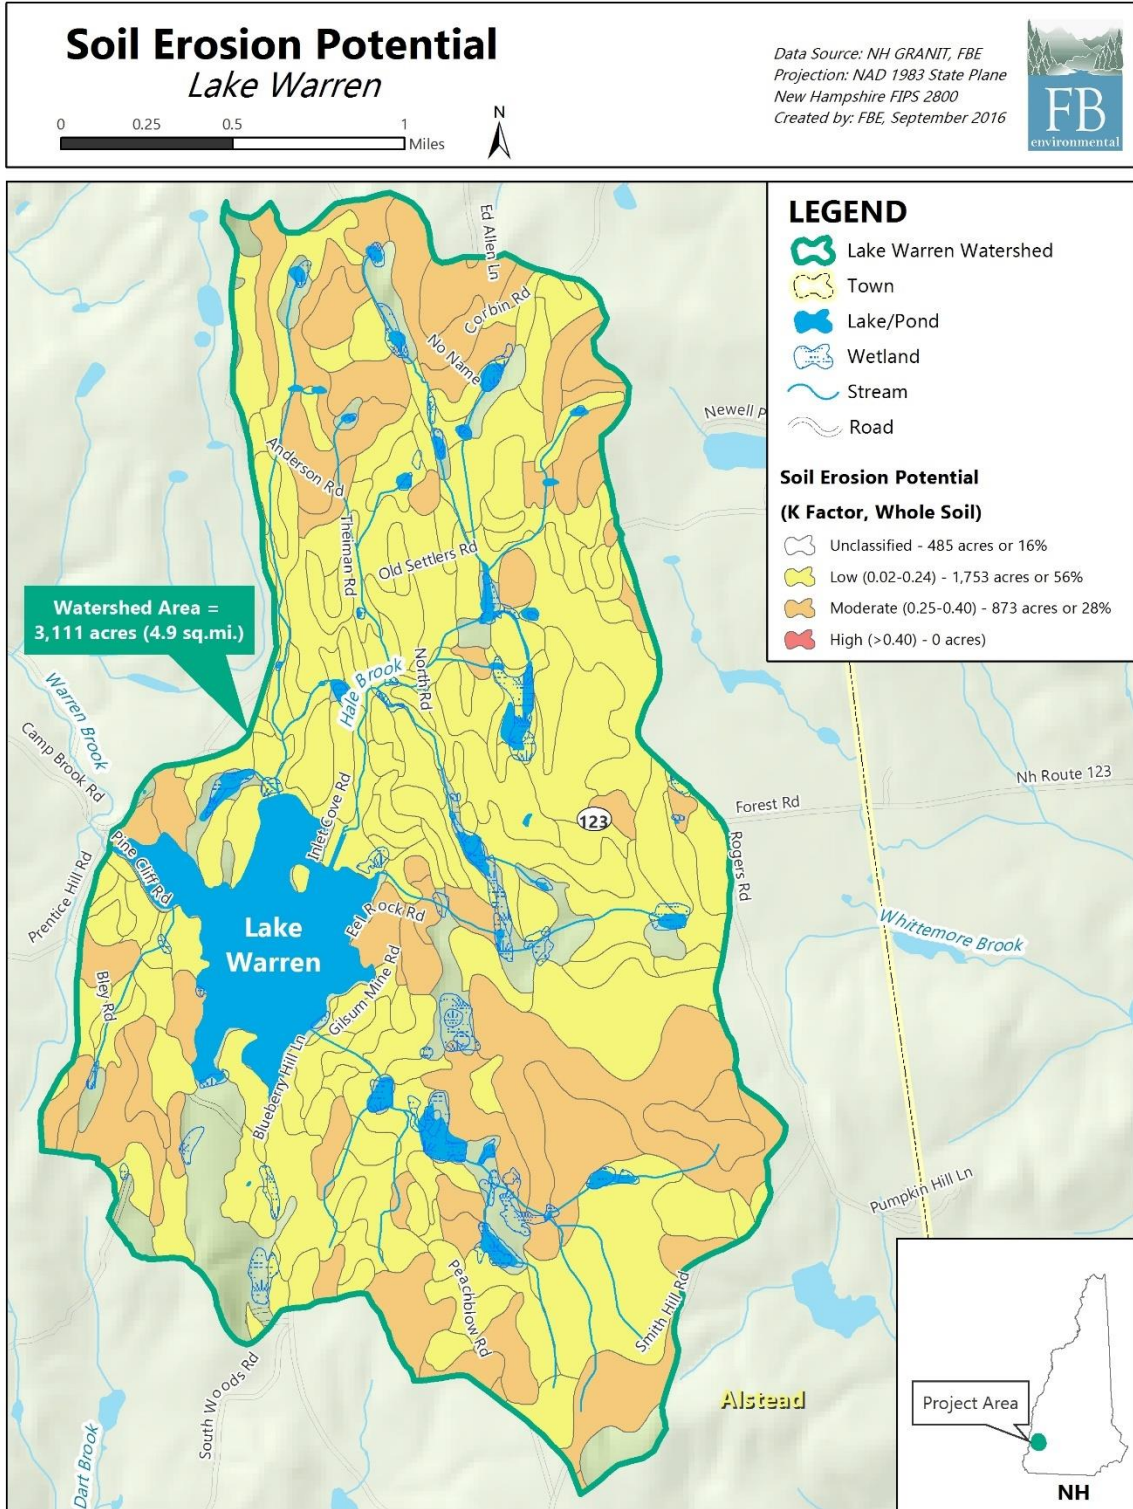 Soil Erosion Potential
Lake Warren
0 0.25 0.5 1
Miles
N
Data Source: NH GRANIT, FBE
Projection: NAD 1983 State Plane
New Hampshire FIPS 2800
Created by: FBE, September 2016
FB
environmental
LEGEND
Lake Warren Watershed
Town
Lake/Pond
Wetland
Stream
Road
Soil Erosion Potential
(K Factor, Whole Soil)
Unclassified - 485 acres or 16%
Low (0.02-0.24) - 1,753 acres or 56%
Moderate (0.25-0.40) - 873 acres or 28%
High (>0.40) - 0 acres)
Ed Allen Ln
Corbin Rd
No Name
Newell P
Anderson Rd
Theiman Rd
Old Settlers Rd
Watershed Area =
3,111 acres (4.9 sq.mi.)
North Rd
Hale Brook
Warren Brook
Camp Brook Rd
Nh Route 123
Forest Rd
123
Inlet Cove Rd
Pine Cliff Rd
Rogers Rd
Prentice Hill Rd
Eel Rock Rd
Whittemore Brook
Lake
Warren
Bley Rd
Gilsum Mine Rd
Blueberry Hill Ln
Pumpkin Hill Ln
Peachblow Rd
Smith Hill Rd
South Woods Rd
Alstead
Dart Brook
Project Area
NH